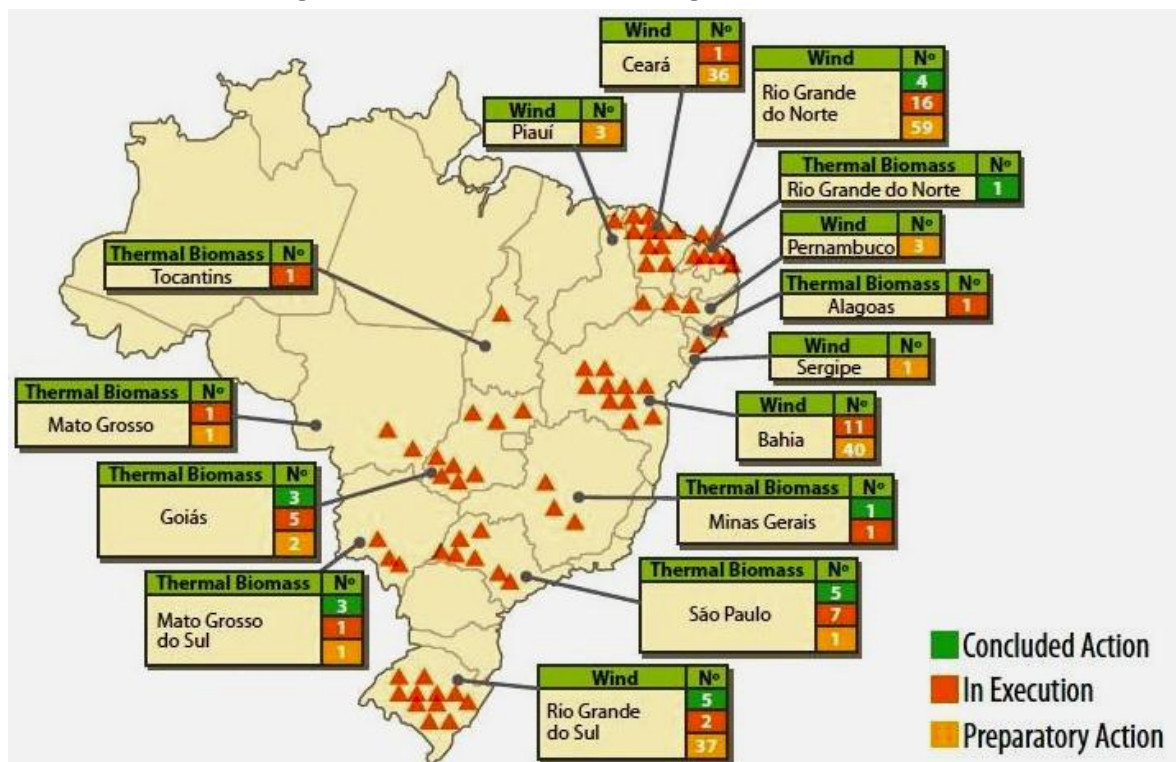 Wind Nº
Ceará
1
36
Wind Nº
Rio Grande
do Norte
4
16
59
Wind Nº
Piauí 3
Thermal Biomass Nº
Rio Grande do Norte 1
Wind Nº
Pernambuco 3
Thermal Biomass Nº
Tocantins 1
Thermal Biomass Nº
Alagoas 1
Wind Nº
Sergipe 1
Thermal Biomass Nº
Mato Grosso
1
1
Wind Nº
Bahia
11
40
Thermal Biomass Nº
Goiás
3
5
2
Thermal Biomass Nº
Minas Gerais
1
1
Thermal Biomass Nº
Mato Grosso
do Sul
3
1
1
Thermal Biomass Nº
São Paulo
5
7
1
Wind Nº
Rio Grande
do Sul
5
2
37
Concluded Action
In Execution
Preparatory Action